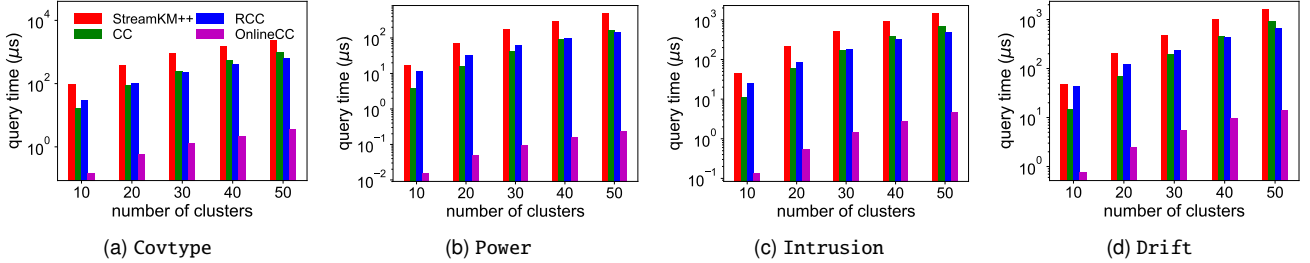 StreamKM++
CC
RCC
OnlineCC
query time (μs)
10⁴
10²
10⁰
10 20 30 40 50
number of clusters
(a) Covtype
query time (μs)
10²
10¹
10⁰
10⁻¹
10⁻²
10 20 30 40 50
number of clusters
(b) Power
query time (μs)
10³
10²
10¹
10⁰
10⁻¹
10 20 30 40 50
number of clusters
(c) Intrusion
query time (μs)
10³
10²
10¹
10⁰
10 20 30 40 50
number of clusters
(d) Drift